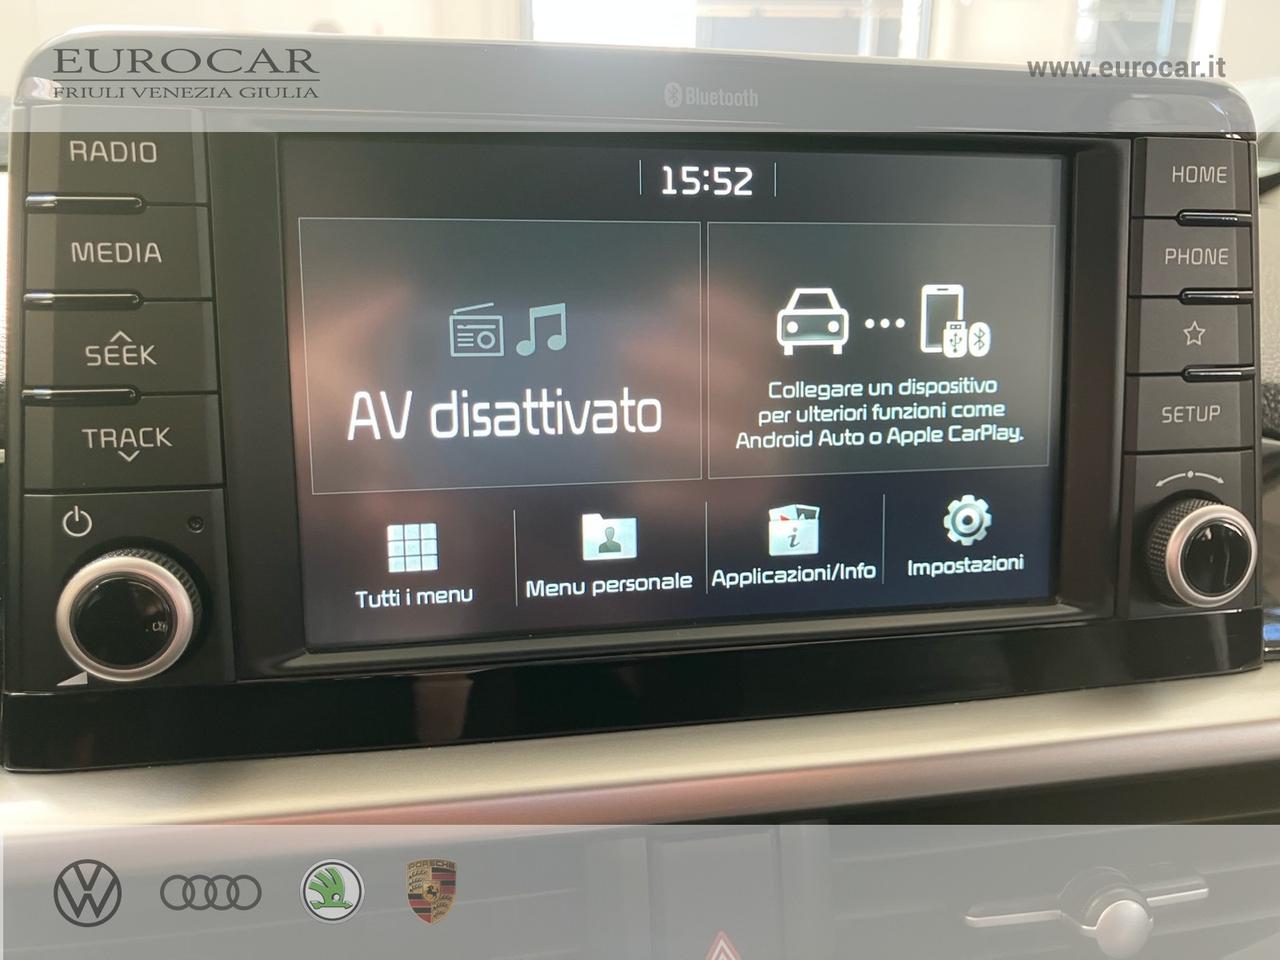 EUROCAR
FRIULI VENEZIA GIULIA
www.eurocar.it
Bluetooth
RADIO
MEDIA
SEEK
TRACK
15:52
AV disattivato
Collegare un dispositivo
per ulteriori funzioni come
Android Auto o Apple CarPlay.
Tutti i menu
Menu personale
Applicazioni/Info
Impostazioni
HOME
PHONE
SETUP
PORSCHE